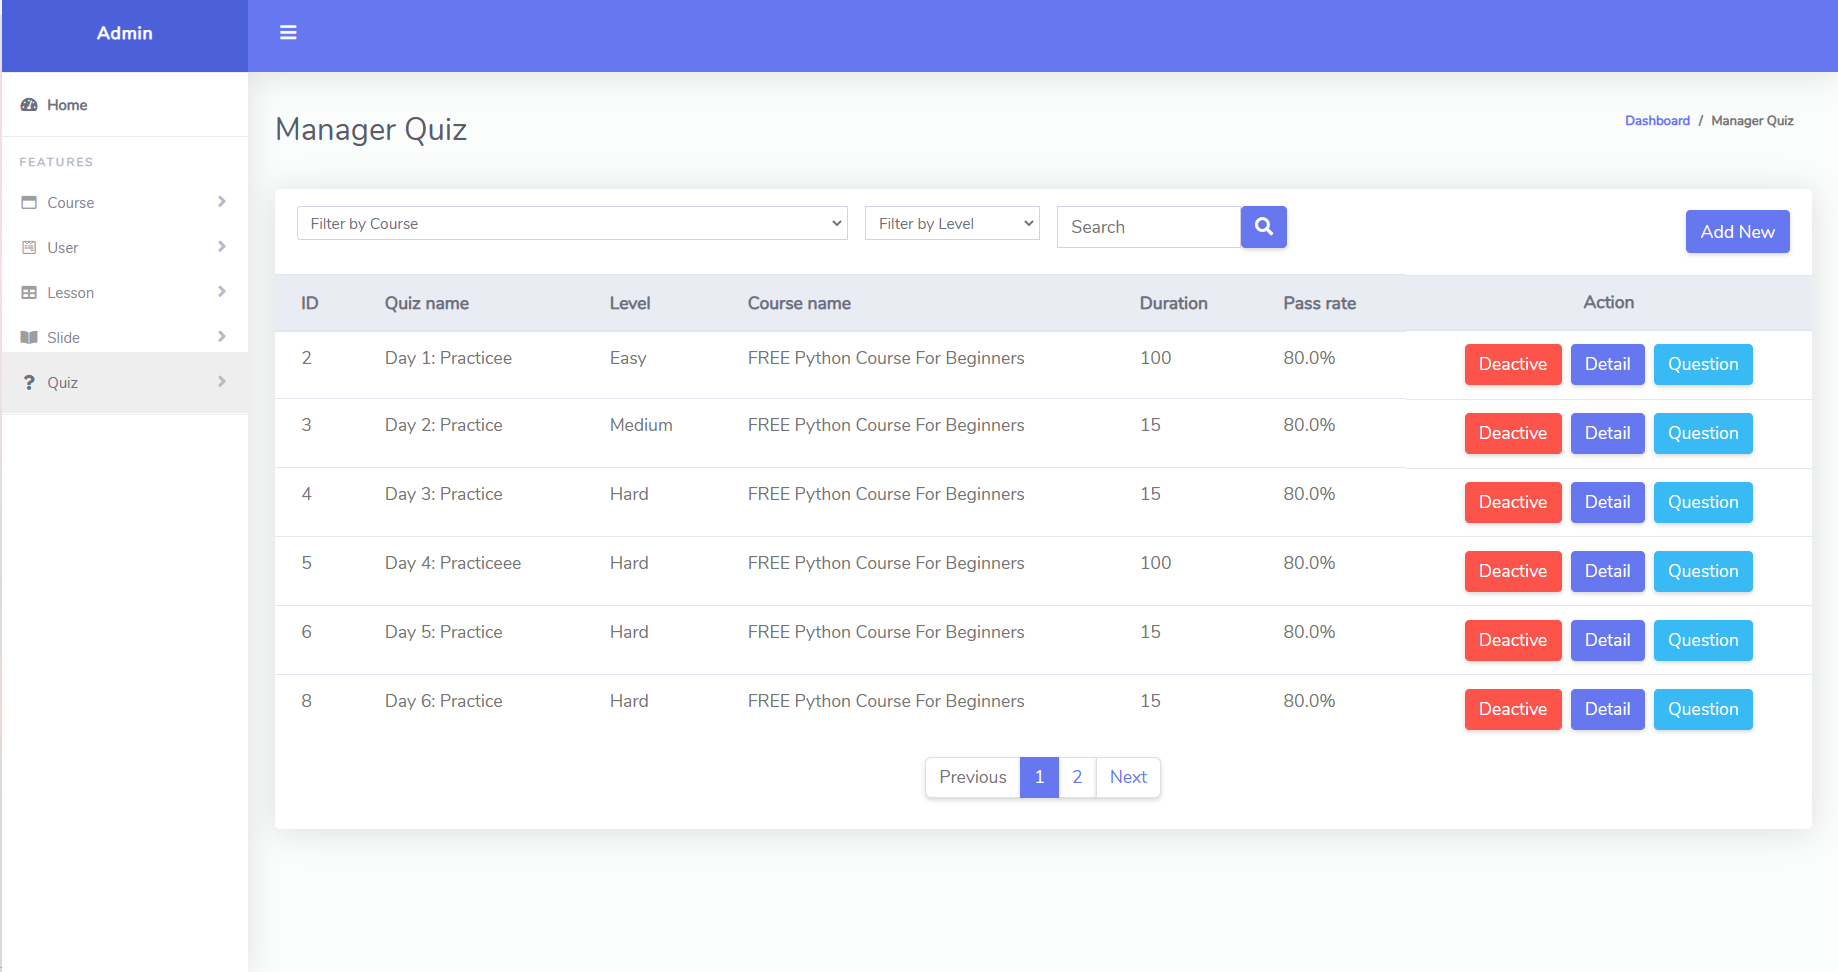 Admin
Home
FEATURES
Course
User
Lesson
Slide
Quiz
Manager Quiz
Dashboard / Manager Quiz
Filter by Course Filter by Level Search Add New
ID Quiz name Level Course name Duration Pass rate Action
2 Day 1: Practicee Easy FREE Python Course For Beginners 100 80.0% Deactive Detail Question
3 Day 2: Practice Medium FREE Python Course For Beginners 15 80.0% Deactive Detail Question
4 Day 3: Practice Hard FREE Python Course For Beginners 15 80.0% Deactive Detail Question
5 Day 4: Practiceee Hard FREE Python Course For Beginners 100 80.0% Deactive Detail Question
6 Day 5: Practice Hard FREE Python Course For Beginners 15 80.0% Deactive Detail Question
8 Day 6: Practice Hard FREE Python Course For Beginners 15 80.0% Deactive Detail Question
Previous 1 2 Next